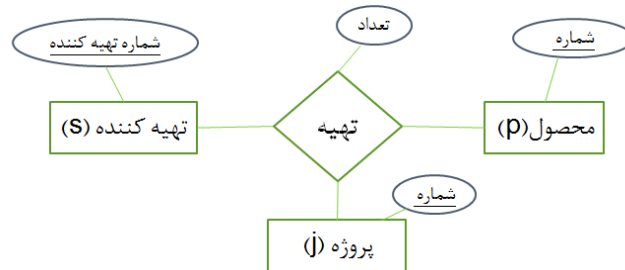 تعداد
شماره تهیه کننده
شماره
تهیه کننده (s)
تهیه
محصول(p)
شماره
پروژه (j)